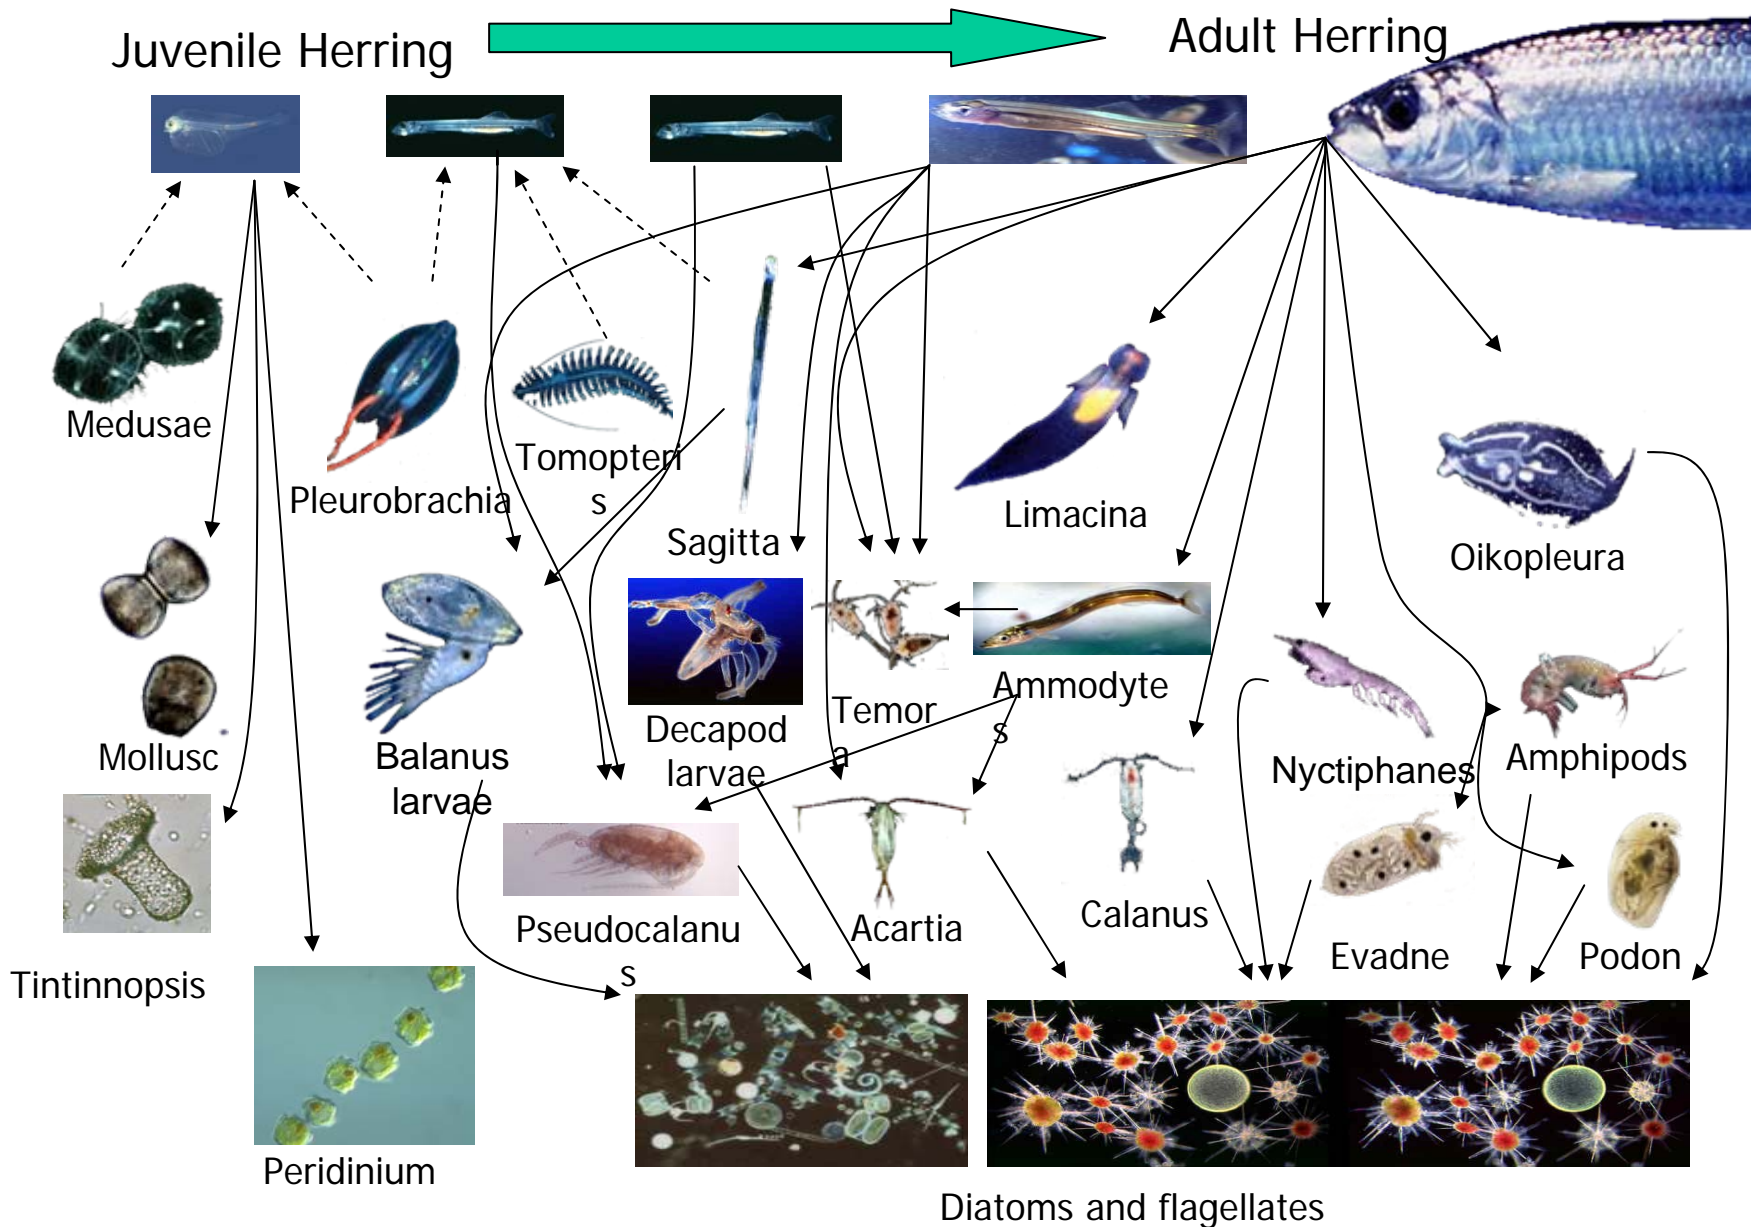 Juvenile Herring
Adult Herring
Medusae
Pleurobrachia
Tomopteri
s
Sagitta
Limacina
Oikopleura
Mollusc
Balanus
larvae
Decapod
larvae
Temor
a
Ammodyte
s
Nyctiphanes
Amphipods
Tintinnopsis
Pseudocalanu
s
Acartia
Calanus
Evadne
Podon
Peridinium
Diatoms and flagellates